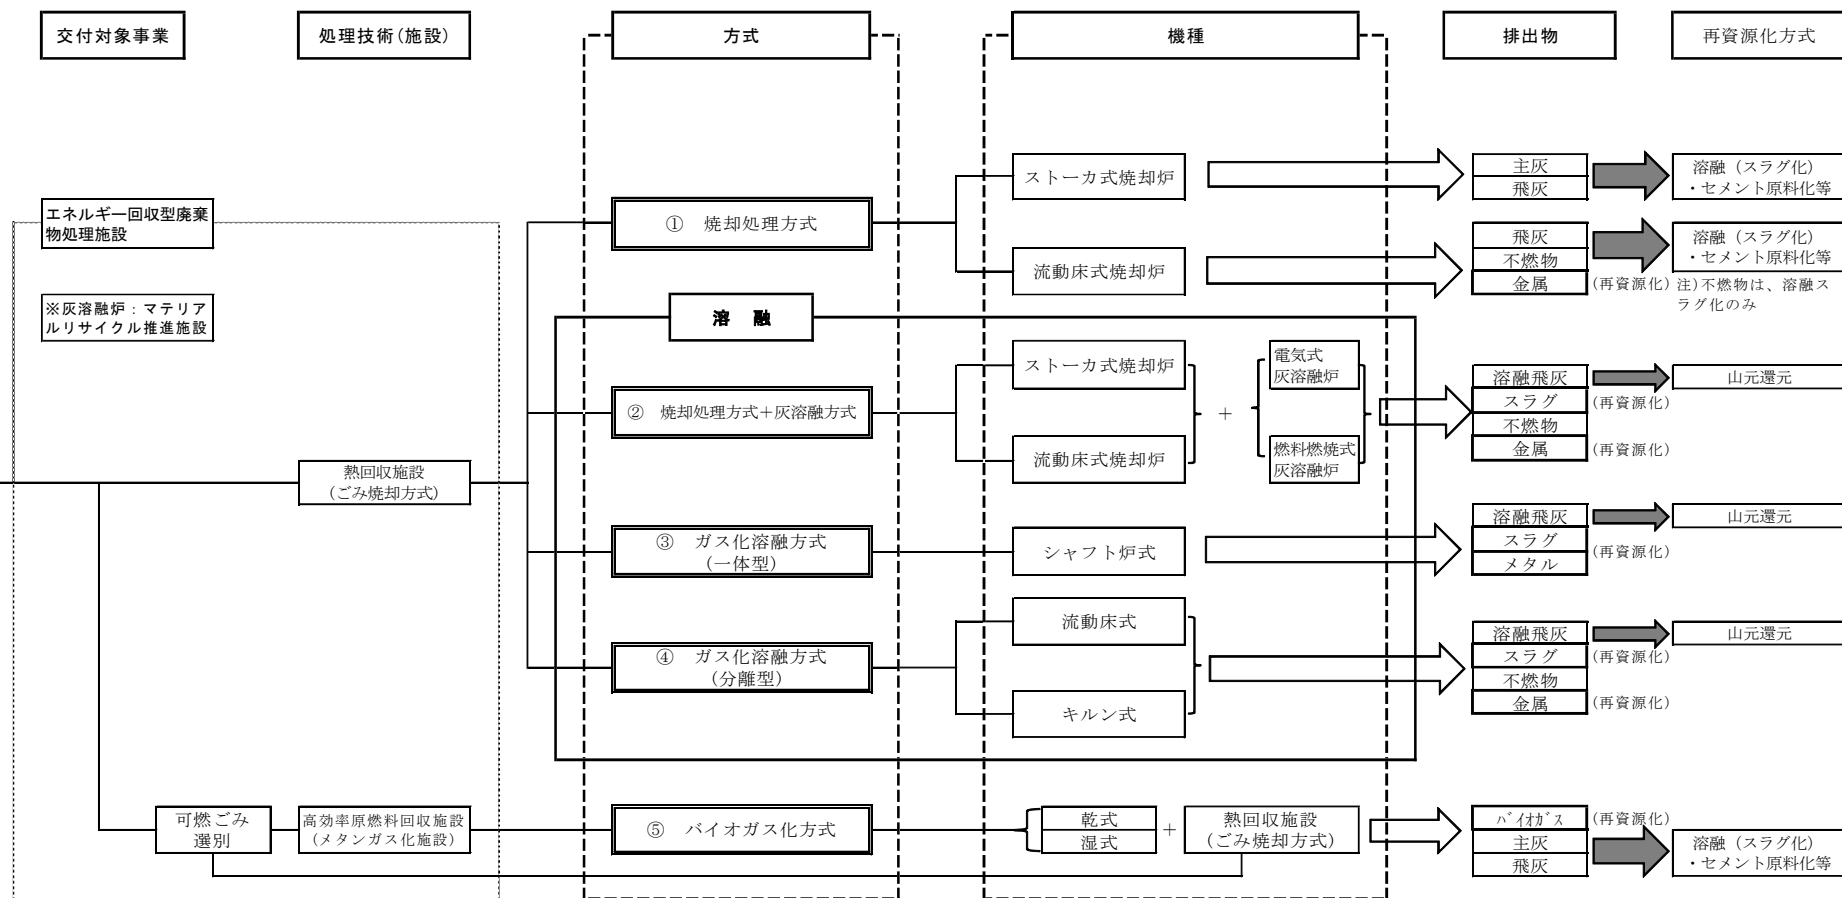 交付対象事業
処理技術(施設)
方式
機種
排出物
再資源化方式
エネルギー回収型廃棄
物処理施設
※灰溶融炉：マテリア
ルリサイクル推進施設
熱回収施設
(ごみ焼却方式)
① 焼却処理方式
ストーカ式焼却炉
主灰
飛灰
溶融（スラグ化）
・セメント原料化等
流動床式焼却炉
飛灰
不燃物
金属
(再資源化)
溶融（スラグ化）
・セメント原料化等
注)不燃物は、溶融ス
ラグ化のみ
溶 融
② 焼却処理方式＋灰溶融方式
ストーカ式焼却炉
流動床式焼却炉
＋
電気式
灰溶融炉
燃料燃焼式
灰溶融炉
溶融飛灰
スラグ
不燃物
金属
(再資源化)
(再資源化)
山元還元
③ ガス化溶融方式
(一体型)
シャフト炉式
溶融飛灰
スラグ
メタル
(再資源化)
山元還元
④ ガス化溶融方式
(分離型)
流動床式
キルン式
溶融飛灰
スラグ
不燃物
金属
(再資源化)
(再資源化)
山元還元
可燃ごみ
選別
高効率原燃料回収施設
(メタンガス化施設)
⑤ バイオガス化方式
乾式
湿式
＋
熱回収施設
(ごみ焼却方式)
バイオガス
主灰
飛灰
(再資源化)
溶融（スラグ化）
・セメント原料化等